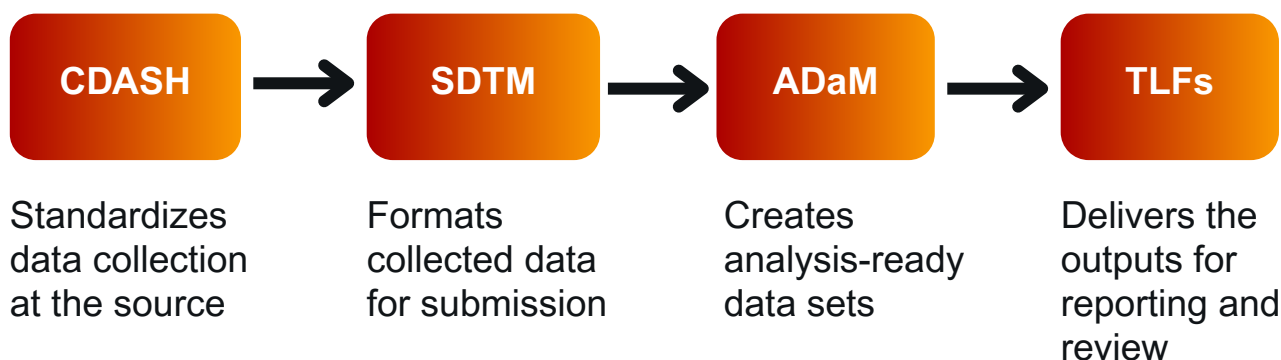 CDASH
SDTM
ADaM
TLFs
Standardizes
data collection
at the source
Formats
collected data
for submission
Creates
analysis-ready
data sets
Delivers the
outputs for
reporting and
review